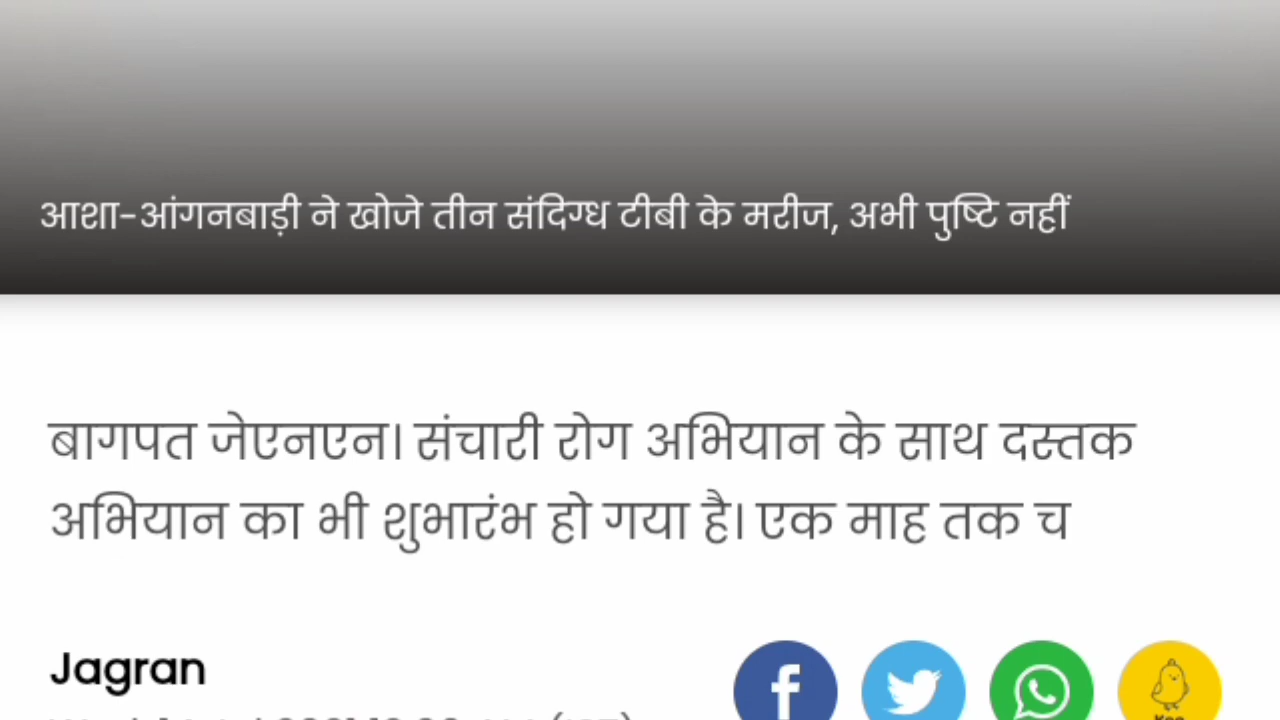 आशा-आंगनबाड़ी ने खोजे तीन संदिग्ध टीबी के मरीज, अभी पुष्टि नहीं
बागपत जेएनएन। संचारी रोग अभियान के साथ दस्तक
अभियान का भी शुभारंभ हो गया है। एक माह तक च
Jagran